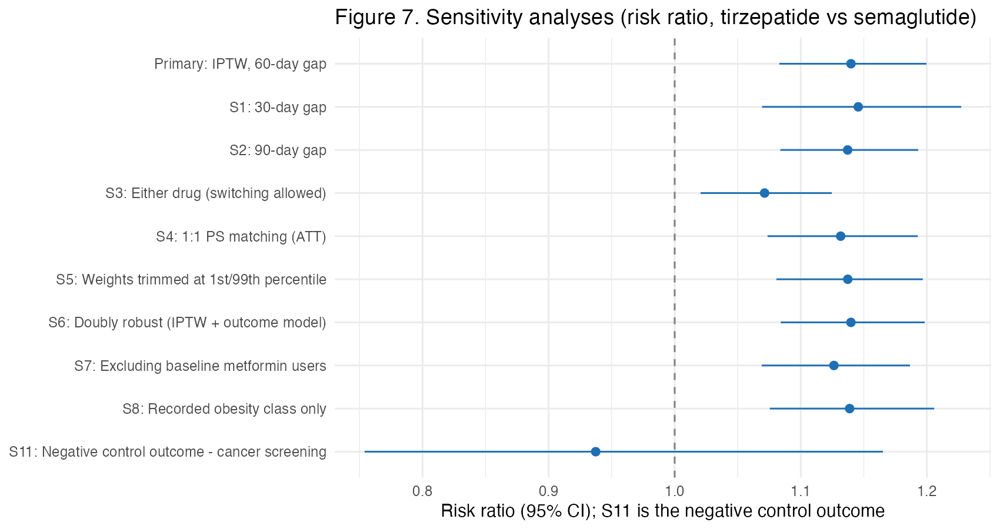 Figure 7. Sensitivity analyses (risk ratio, tirzepatide vs semaglutide)
Primary: IPTW, 60-day gap
S1: 30-day gap
S2: 90-day gap
S3: Either drug (switching allowed)
S4: 1:1 PS matching (ATT)
S5: Weights trimmed at 1st/99th percentile
S6: Doubly robust (IPTW + outcome model)
S7: Excluding baseline metformin users
S8: Recorded obesity class only
S11: Negative control outcome - cancer screening
0.8 0.9 1.0 1.1 1.2
Risk ratio (95% CI); S11 is the negative control outcome